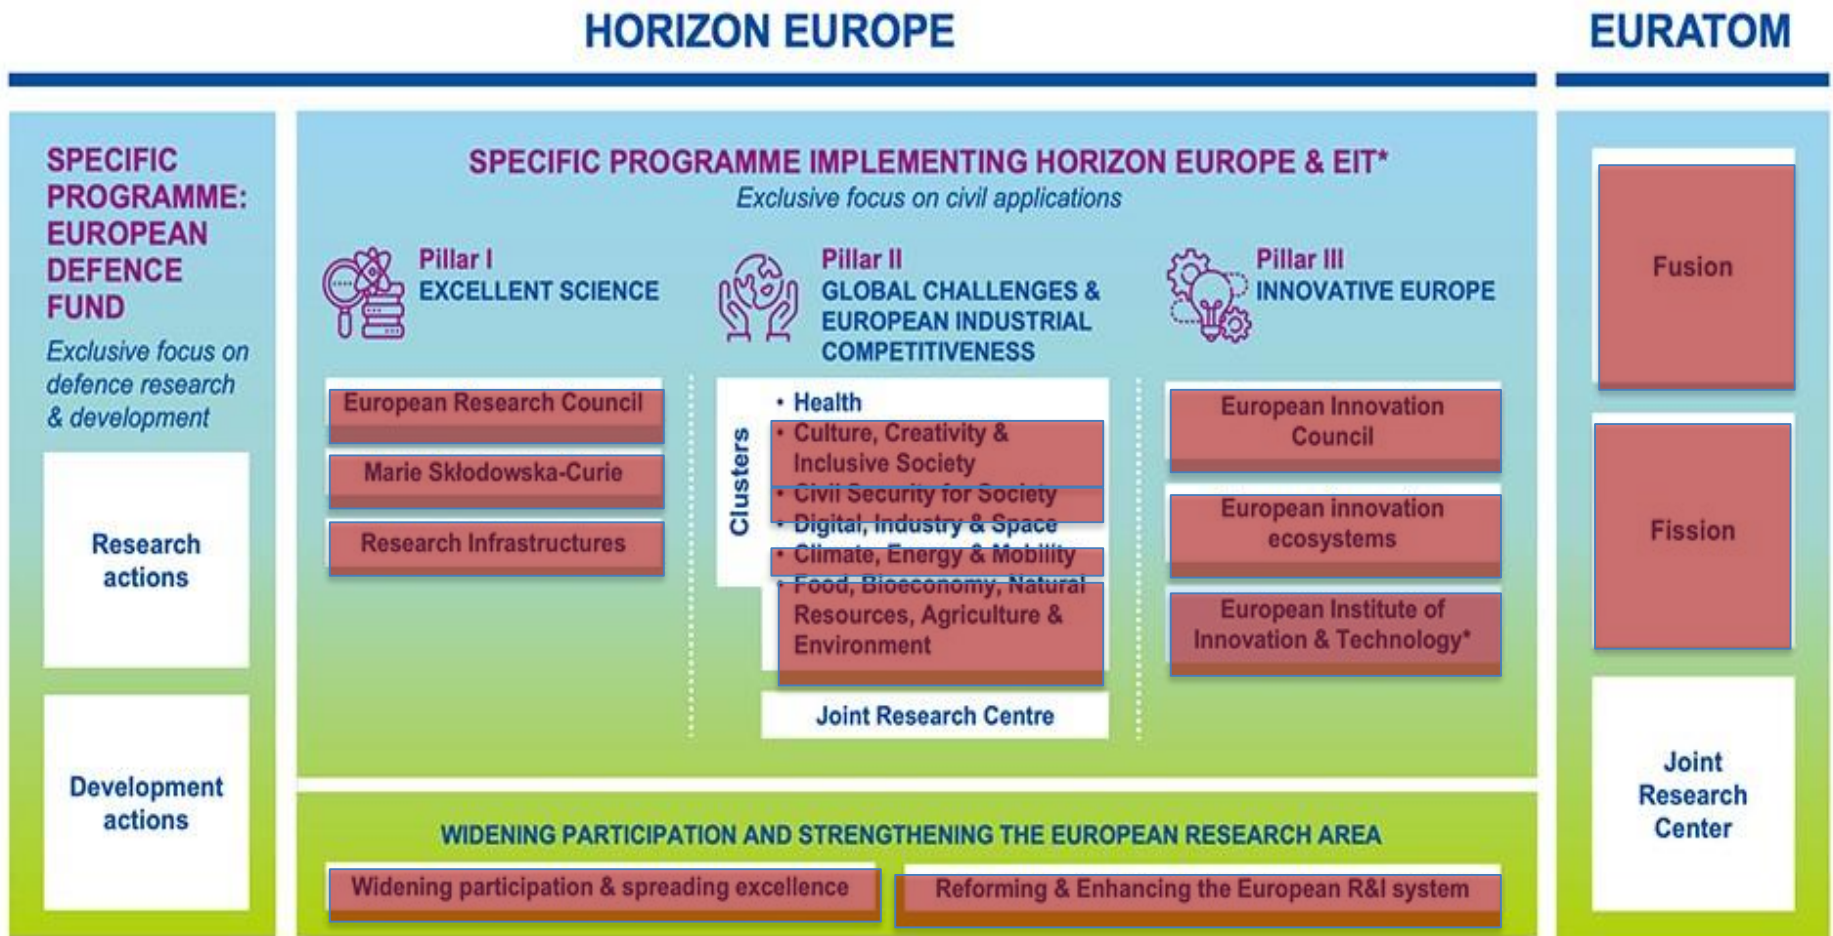 HORIZON EUROPE
EURATOM
SPECIFIC
PROGRAMME:
EUROPEAN
DEFENCE
FUND
Exclusive focus on
defence research
& development
Research
actions
Development
actions
SPECIFIC PROGRAMME IMPLEMENTING HORIZON EUROPE & EIT*
Exclusive focus on civil applications
Pillar I
EXCELLENT SCIENCE
European Research Council
Marie Skłodowska-Curie
Research Infrastructures
Pillar II
GLOBAL CHALLENGES &
EUROPEAN INDUSTRIAL
COMPETITIVENESS
Clusters
• Health
• Culture, Creativity &
Inclusive Society
• Civil Security for Society
• Digital, Industry & Space
• Climate, Energy & Mobility
• Food, Bioeconomy, Natural
Resources, Agriculture &
Environment
Joint Research Centre
Pillar III
INNOVATIVE EUROPE
European Innovation
Council
European innovation
ecosystems
European Institute of
Innovation & Technology*
WIDENING PARTICIPATION AND STRENGTHENING THE EUROPEAN RESEARCH AREA
Widening participation & spreading excellence
Reforming & Enhancing the European R&I system
Fusion
Fission
Joint
Research
Center